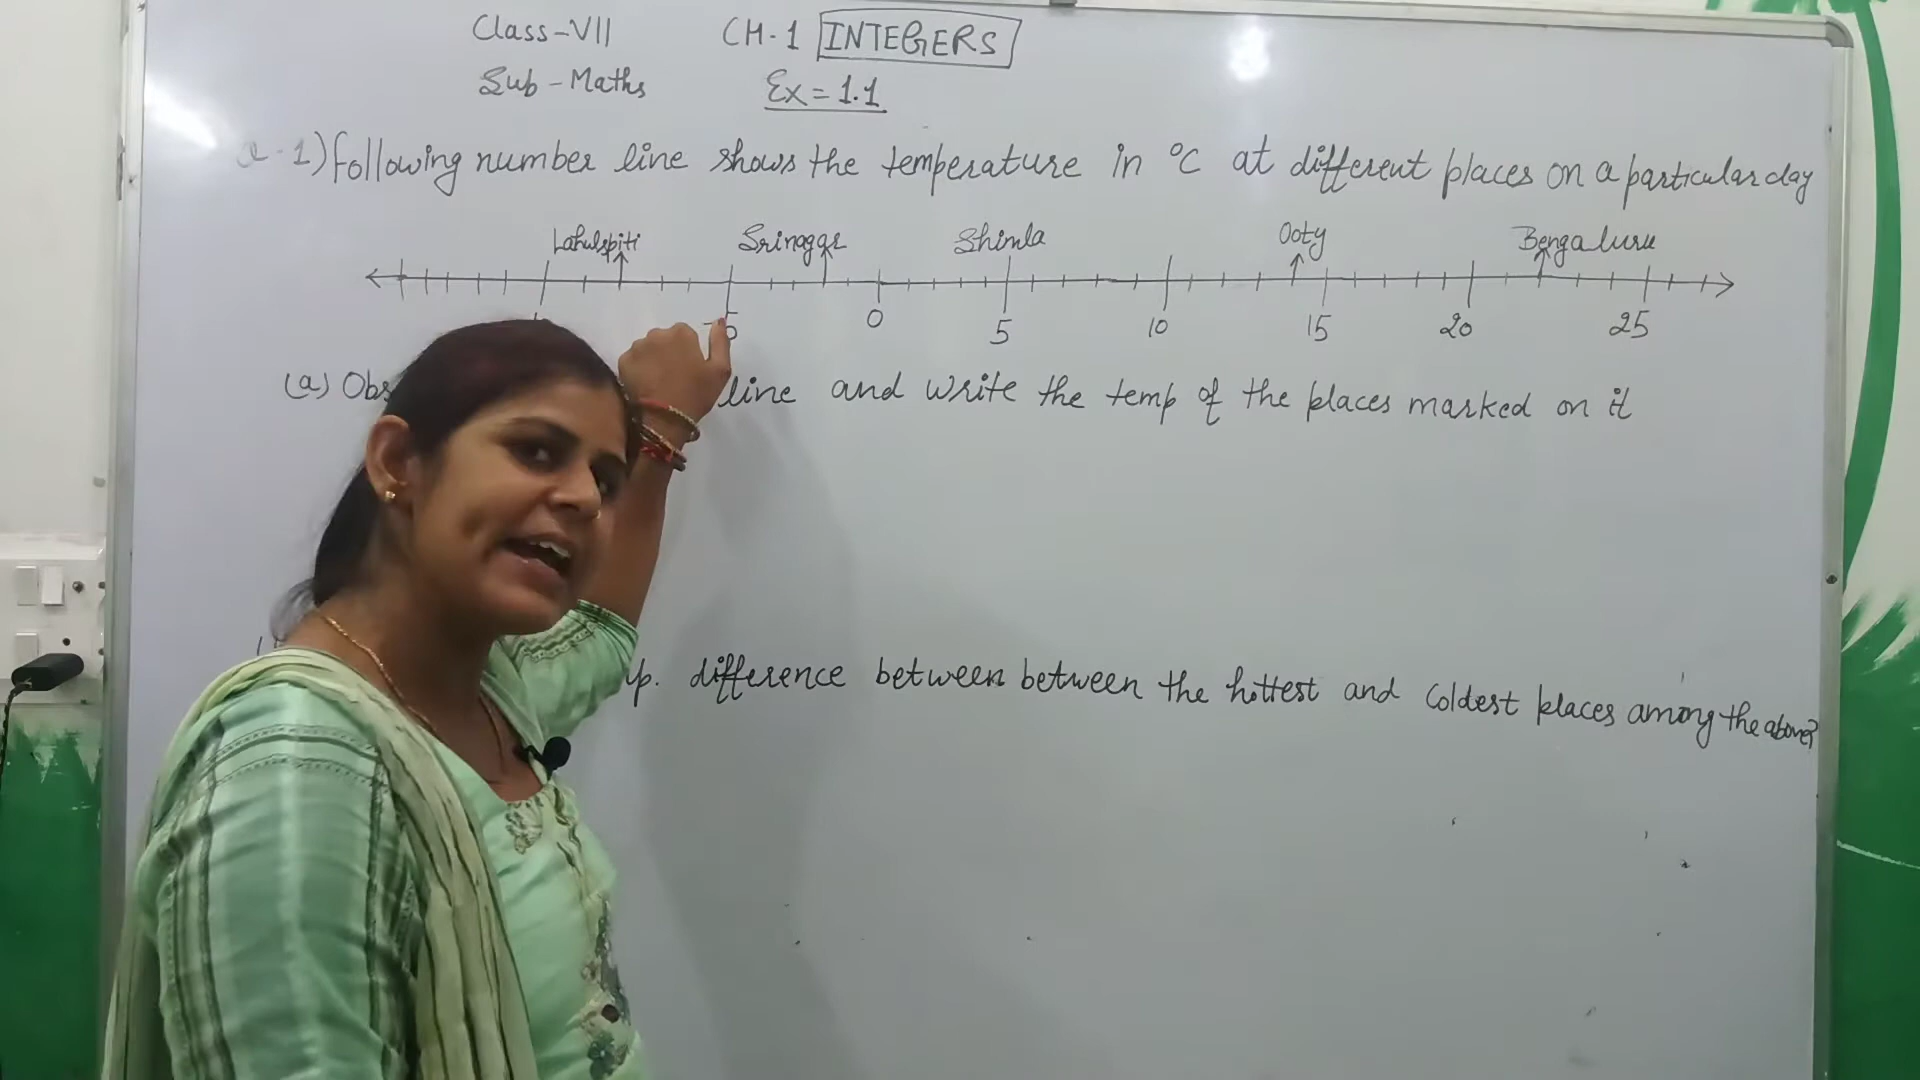 Class-VII CH.1 INTEGERS
Sub-Maths Ex=1.1
Q.1) Following number line shows the temperature in °C at different places on a particular day
Lahulspiti Srinagar Shimla Ooty Bengaluru
-5 0 5 10 15 20 25
(a) line and write the temp of the places marked on it
difference between between the hottest and Coldest places among the above?